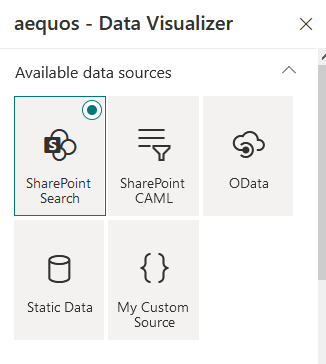 aequos - Data Visualizer
Available data sources
SharePoint
Search
SharePoint
CAML
OData
Static Data
My Custom
Source